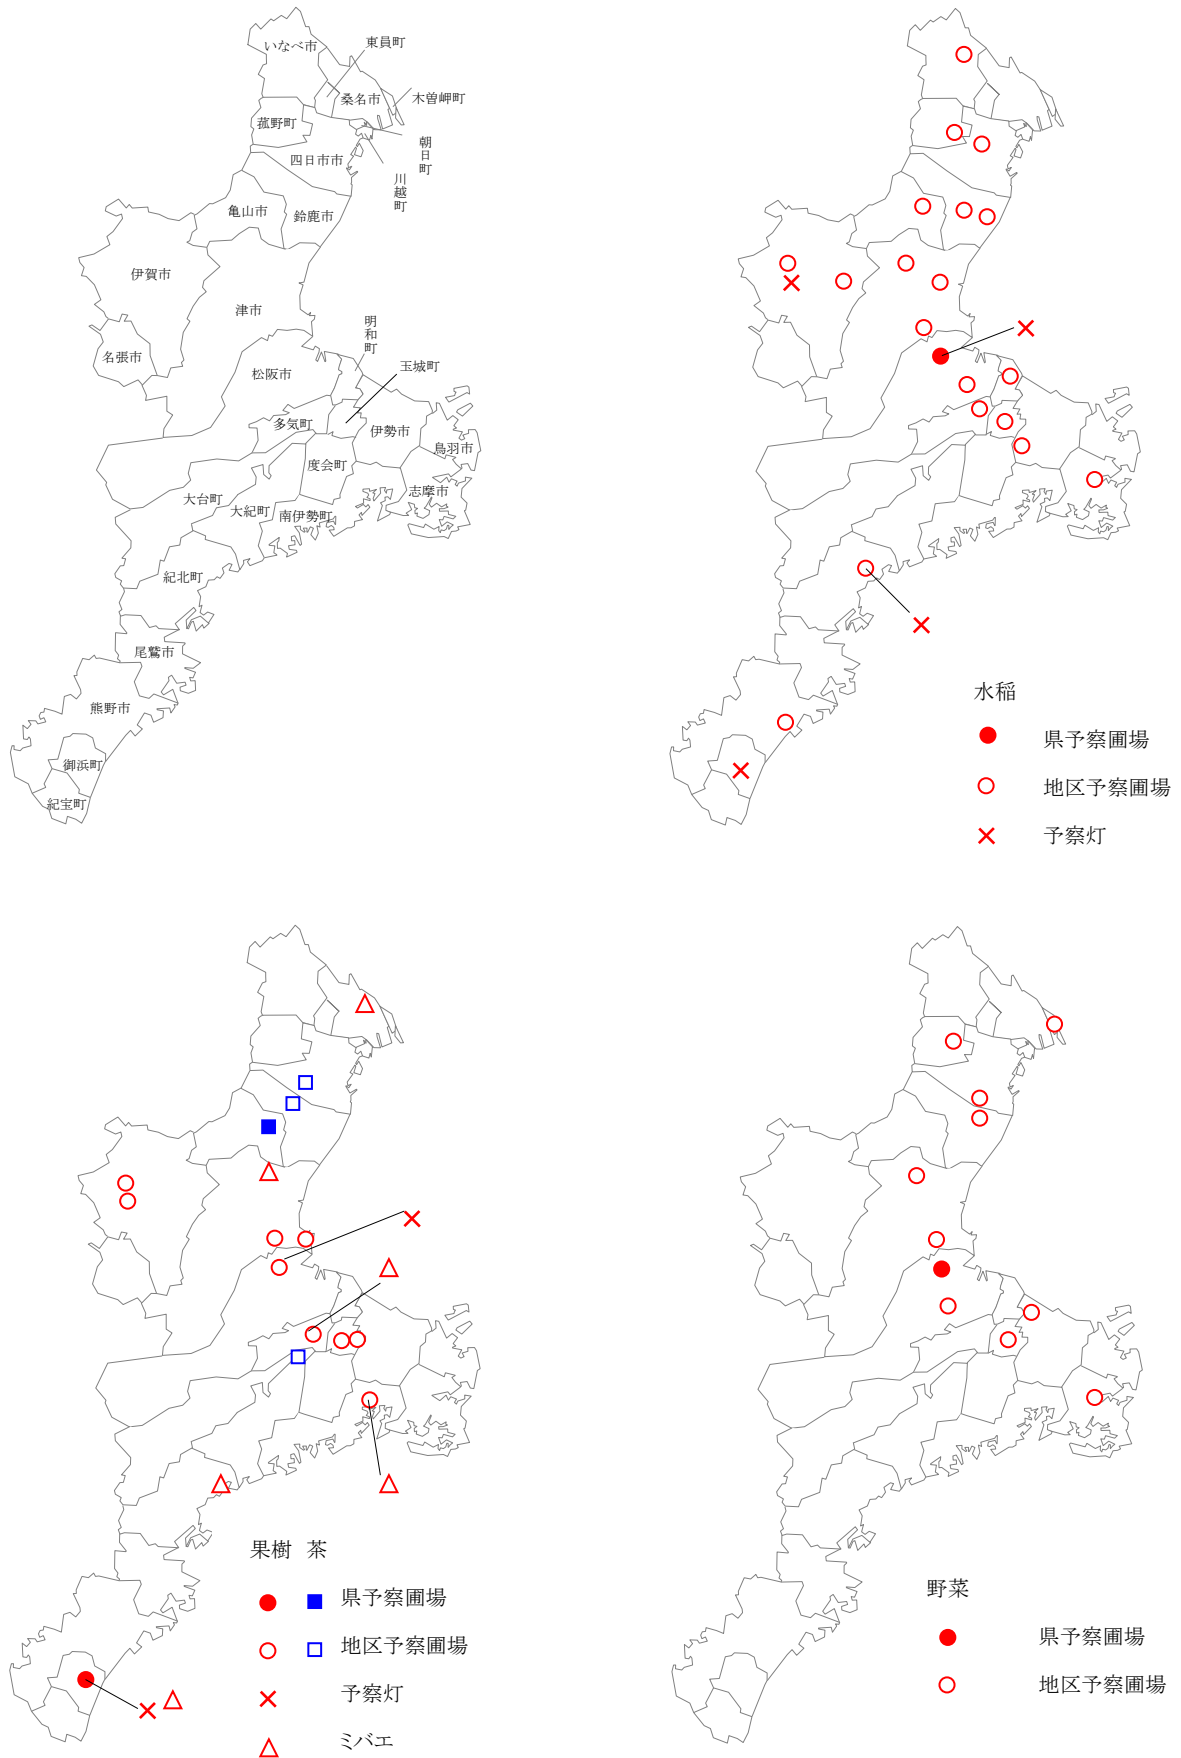 いなべ市
東員町
桑名市
木曽岬町
菰野町
朝日町
四日市市
川越町
亀山市
鈴鹿市
伊賀市
津市
明和町
名張市
松阪市
玉城町
多気町
伊勢市
鳥羽市
度会町
志摩市
大台町
大紀町
南伊勢町
紀北町
尾鷲市
熊野市
御浜町
紀宝町
水稲
県予察圃場
地区予察圃場
予察灯
果樹 茶
県予察圃場
地区予察圃場
予察灯
ミバエ
野菜
県予察圃場
地区予察圃場